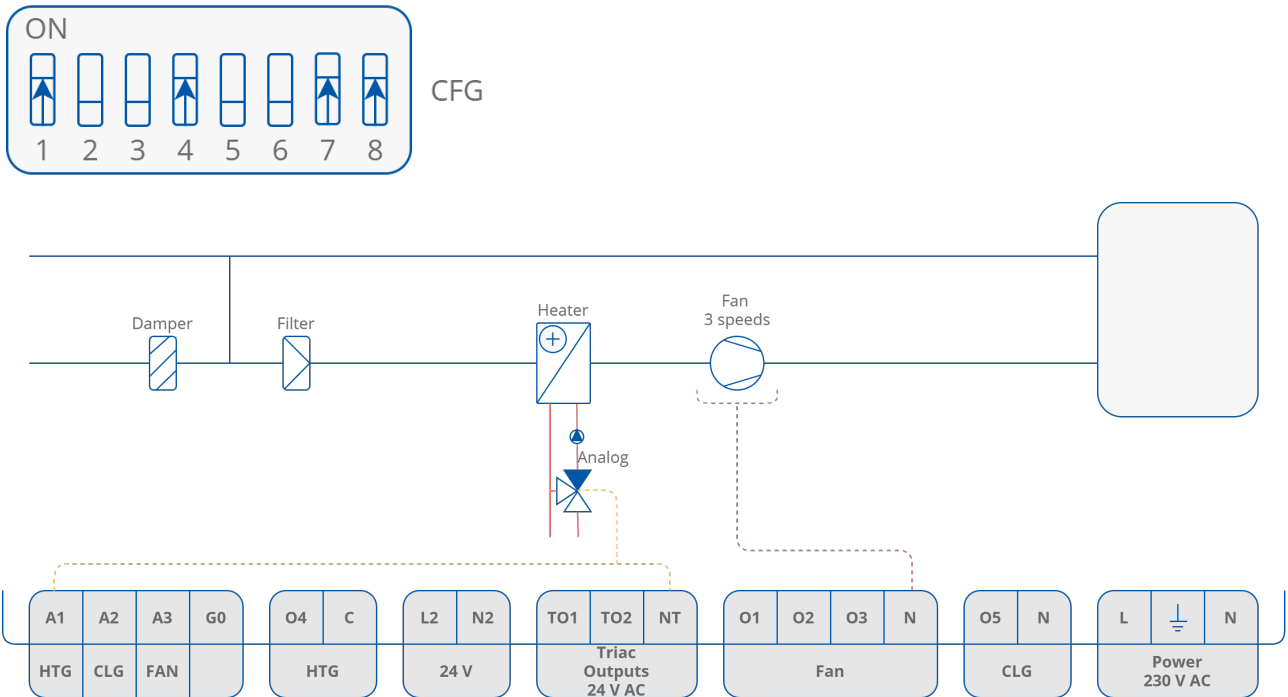 ON
CFG
1 2 3 4 5 6 7 8
Damper
Filter
Heater
Fan
3 speeds
Analog
A1 A2 A3 G0
HTG CLG FAN
O4 C
HTG
L2 N2
24 V
TO1 TO2 NT
Triac
Outputs
24 V AC
O1 O2 O3 N
Fan
O5 N
CLG
L N
Power
230 V AC